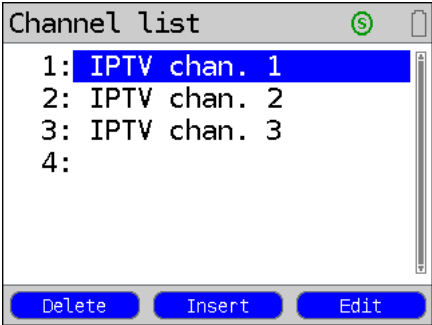 Channel list S
1: IPTV chan. 1
2: IPTV chan. 2
3: IPTV chan. 3
4:
Delete Insert Edit